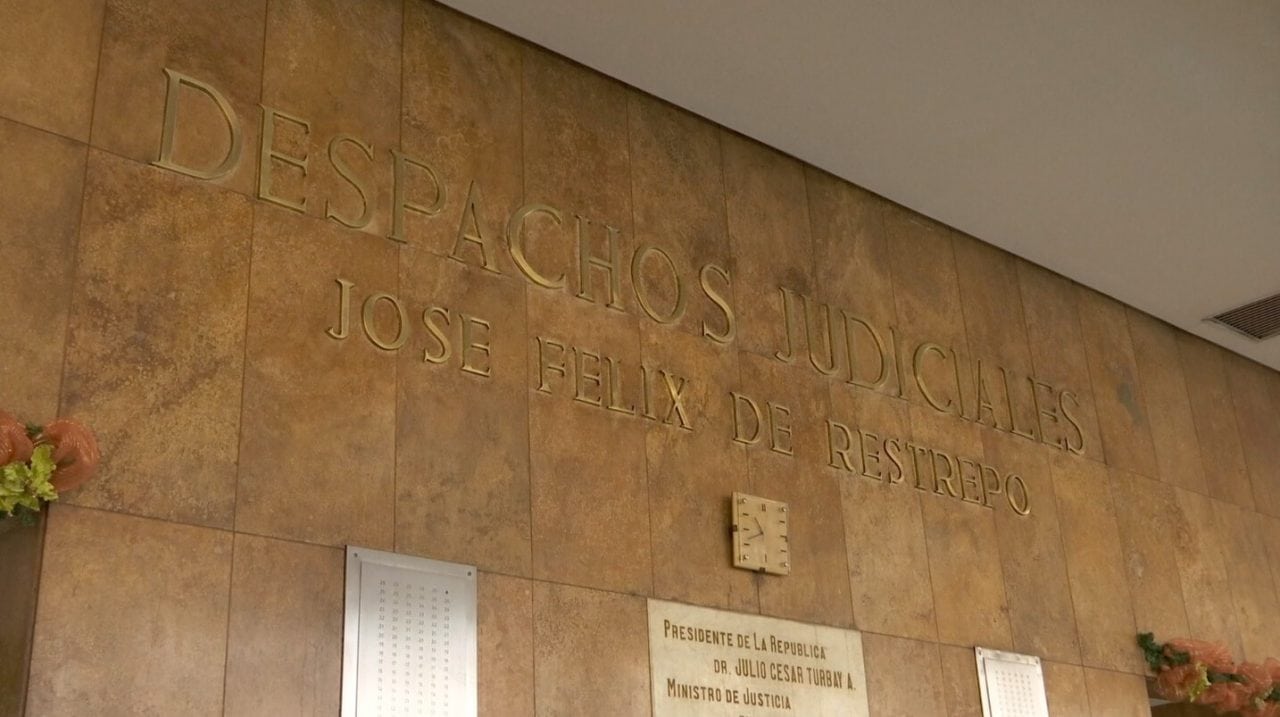 DESPACHOS JUDICIALES
JOSE FELIX DE RESTREPO
PRESIDENTE DE LA REPUBLICA
DR. JULIO CESAR TURBAY A.
MINISTRO DE JUSTICIA